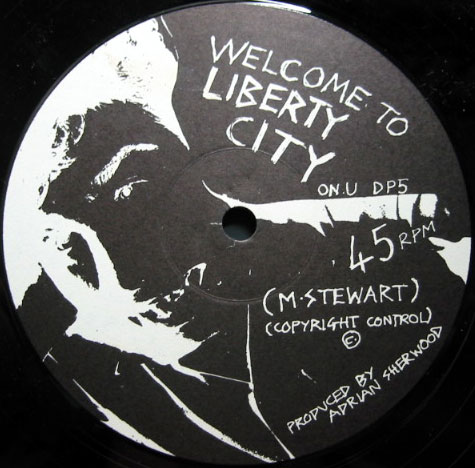 WELCOME TO
LIBERTY
CITY
ON.U DP5
45 RPM
(M.STEWART)
(COPYRIGHT CONTROL)
©
PRODUCED BY
ADRIAN SHERWOOD